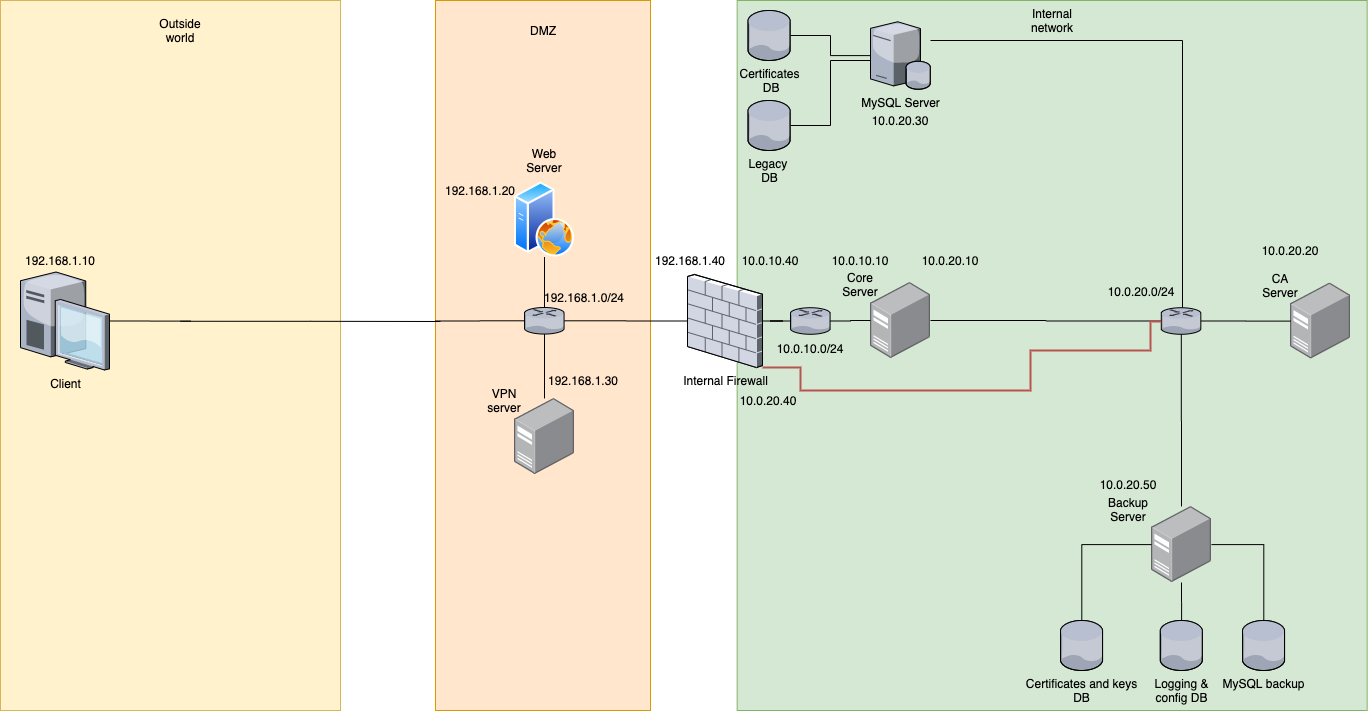 Outside
world
192.168.1.10
Client
DMZ
Web
Server
192.168.1.20
192.168.1.0/24
192.168.1.30
VPN
server
Internal
network
Certificates
DB
Legacy
DB
MySQL Server
10.0.20.30
192.168.1.40
10.0.10.40
Internal Firewall
10.0.20.40
10.0.10.0/24
10.0.10.10
10.0.20.10
Core
Server
10.0.20.0/24
10.0.20.20
CA
Server
10.0.20.50
Backup
Server
Certificates and keys
DB
Logging &
config DB
MySQL backup